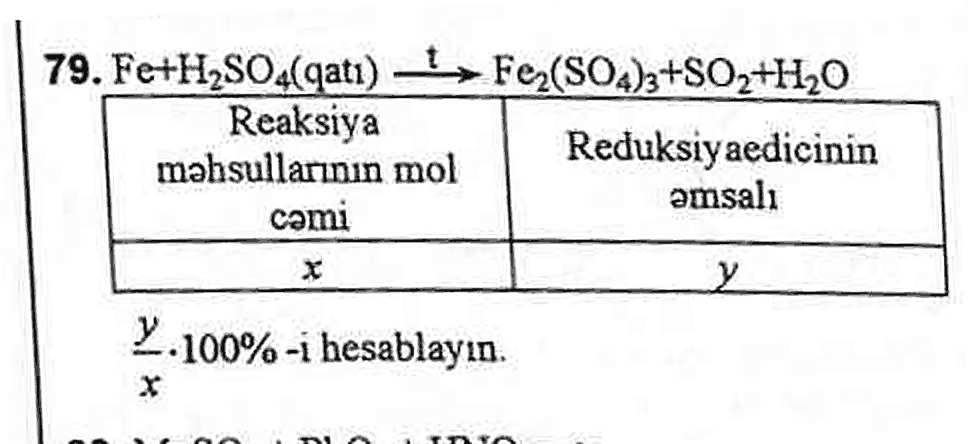 79. Fe+H₂SO₄(qatı) —t→ Fe₂(SO₄)₃+SO₂+H₂O
Reaksiya
məhsullarının mol
cəmi
Reduksiyaedicinin
əmsalı
x
y
y/x ·100% -i hesablayın.